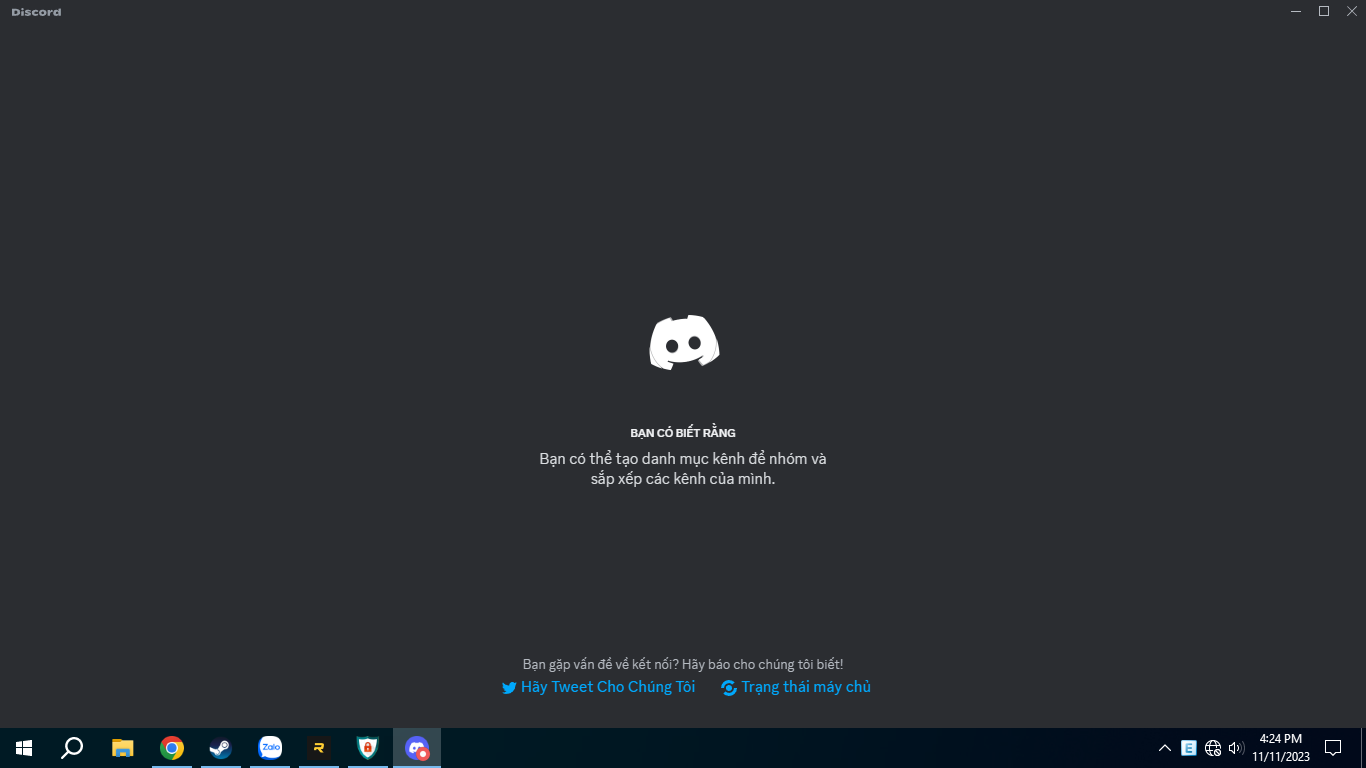 Discord
BẠN CÓ BIẾT RẰNG
Bạn có thể tạo danh mục kênh để nhóm và
sắp xếp các kênh của mình.
Bạn gặp vấn đề về kết nối? Hãy báo cho chúng tôi biết!
Hãy Tweet Cho Chúng Tôi
Trạng thái máy chủ
Zalo
R
E
4:24 PM
11/11/2023